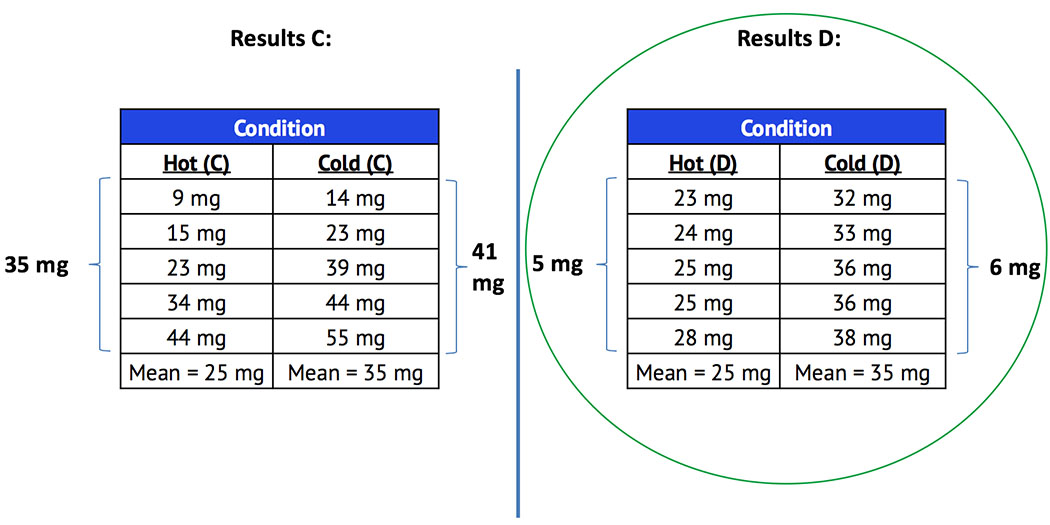 Results C:
Condition
Hot (C) Cold (C)
9 mg 14 mg
15 mg 23 mg
23 mg 39 mg
34 mg 44 mg
44 mg 55 mg
Mean = 25 mg Mean = 35 mg
35 mg
41
mg
Results D:
Condition
Hot (D) Cold (D)
23 mg 32 mg
24 mg 33 mg
25 mg 36 mg
25 mg 36 mg
28 mg 38 mg
Mean = 25 mg Mean = 35 mg
5 mg
6 mg